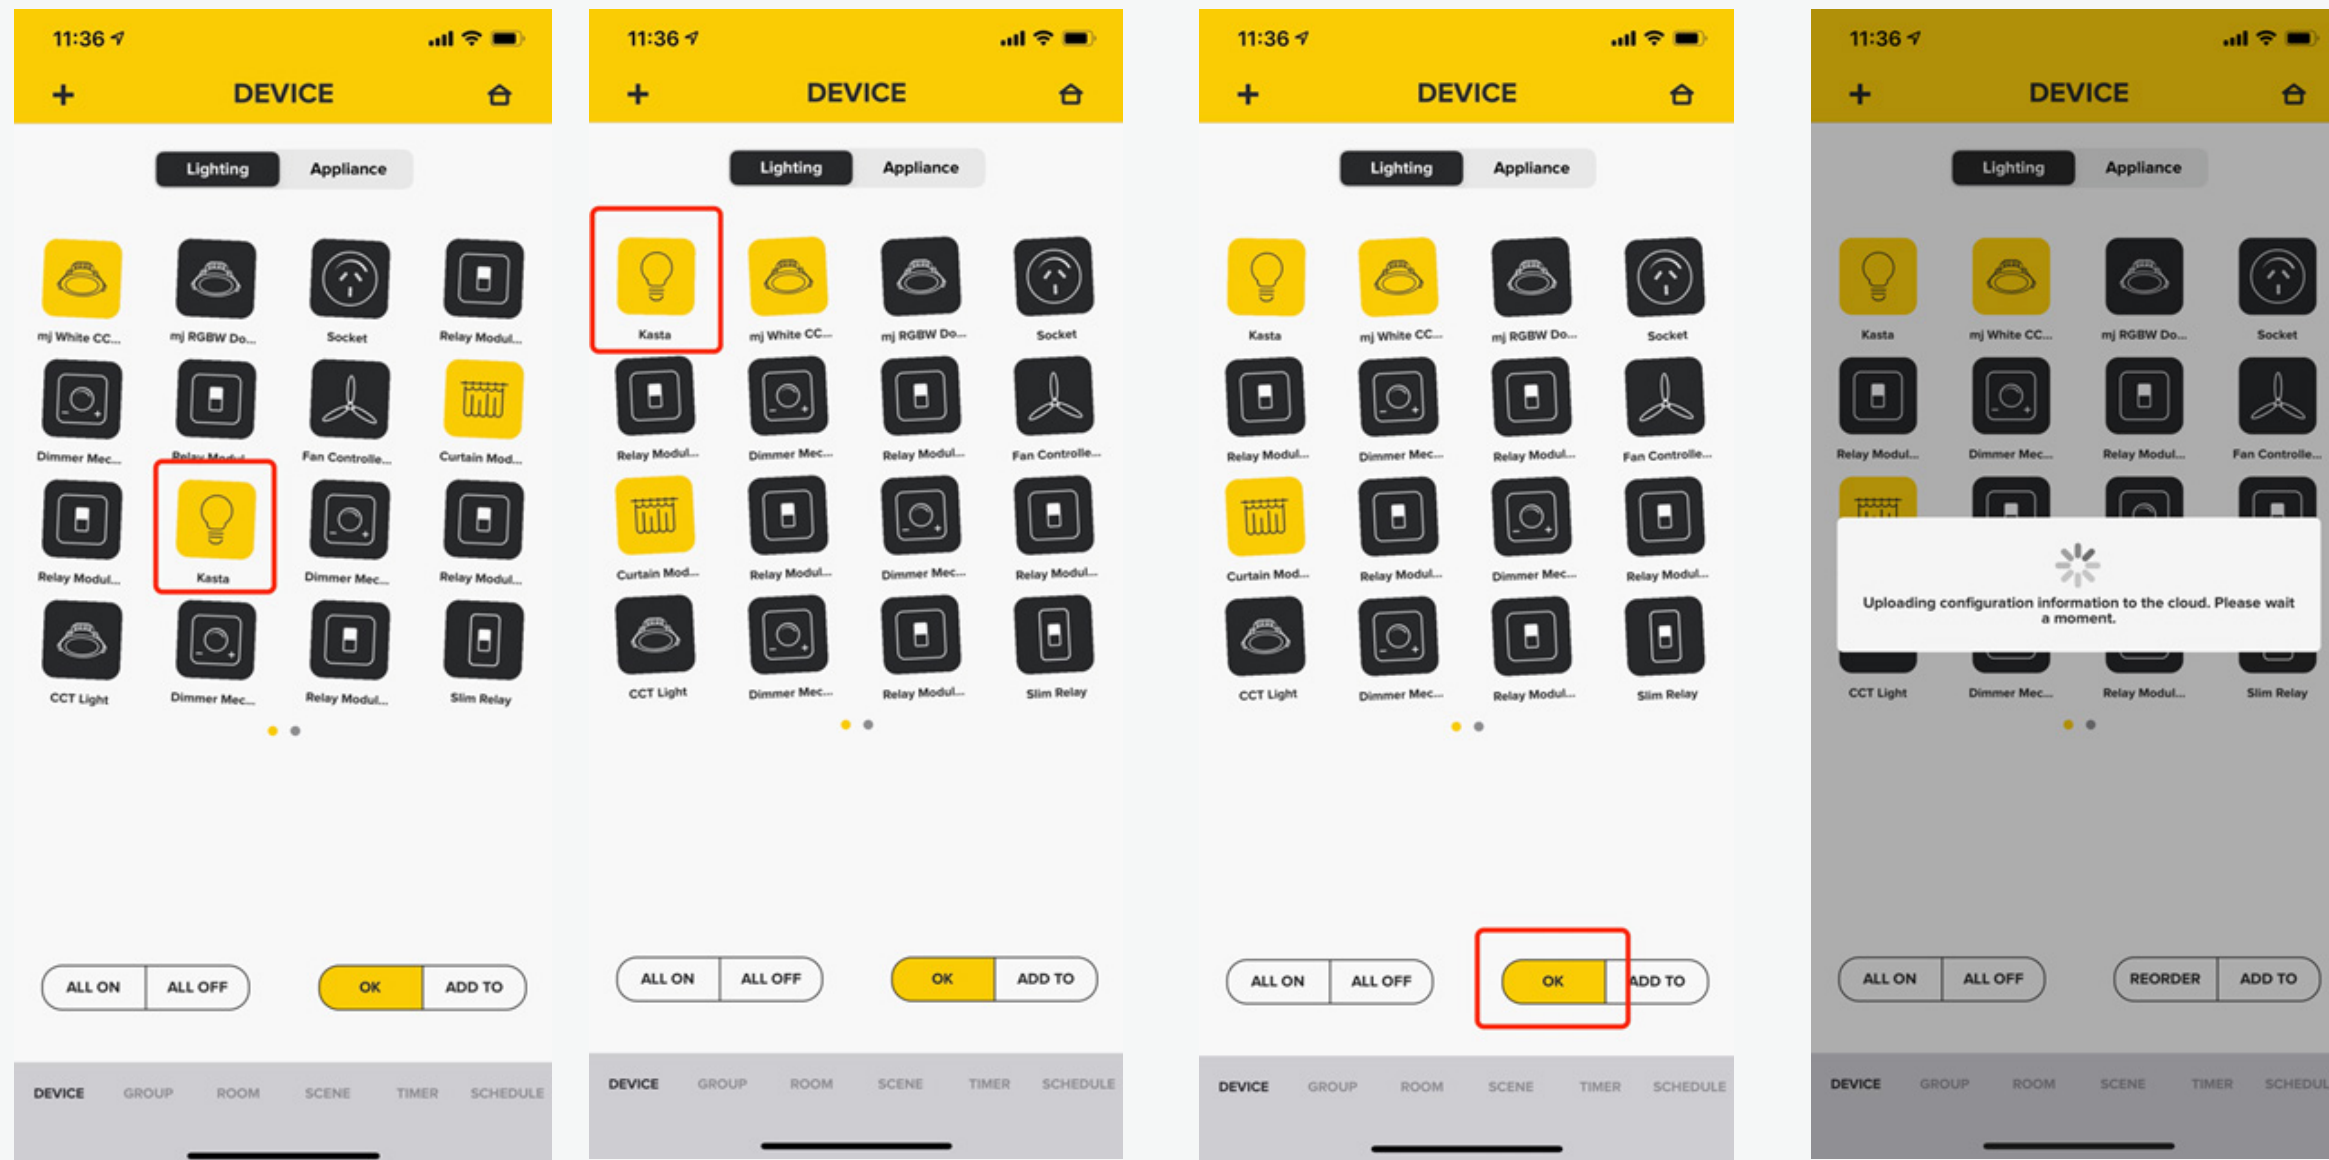 11:36
DEVICE
Lighting Appliance
mj White CC... mj RGBW Do... Socket Relay Modul...
Dimmer Mec... Relay Modul... Fan Controlle... Curtain Mod...
Relay Modul... Kasta Dimmer Mec... Relay Modul...
CCT Light Dimmer Mec... Relay Modul... Slim Relay
ALL ON ALL OFF OK ADD TO
DEVICE GROUP ROOM SCENE TIMER SCHEDULE
11:36
DEVICE
Lighting Appliance
Kasta mj White CC... mj RGBW Do... Socket
Relay Modul... Dimmer Mec... Relay Modul... Fan Controlle...
Curtain Mod... Relay Modul... Dimmer Mec... Relay Modul...
CCT Light Dimmer Mec... Relay Modul... Slim Relay
ALL ON ALL OFF OK ADD TO
DEVICE GROUP ROOM SCENE TIMER SCHEDULE
11:36
DEVICE
Lighting Appliance
Kasta mj White CC... mj RGBW Do... Socket
Relay Modul... Dimmer Mec... Relay Modul... Fan Controlle...
Curtain Mod... Relay Modul... Dimmer Mec... Relay Modul...
CCT Light Dimmer Mec... Relay Modul... Slim Relay
ALL ON ALL OFF OK ADD TO
DEVICE GROUP ROOM SCENE TIMER SCHEDULE
11:36
DEVICE
Lighting Appliance
Kasta mj White CC... mj RGBW Do... Socket
Relay Modul... Dimmer Mec... Relay Modul... Fan Controlle...
Uploading configuration information to the cloud. Please wait
a moment.
CCT Light Dimmer Mec... Relay Modul... Slim Relay
ALL ON ALL OFF REORDER ADD TO
DEVICE GROUP ROOM SCENE TIMER SCHEDUL